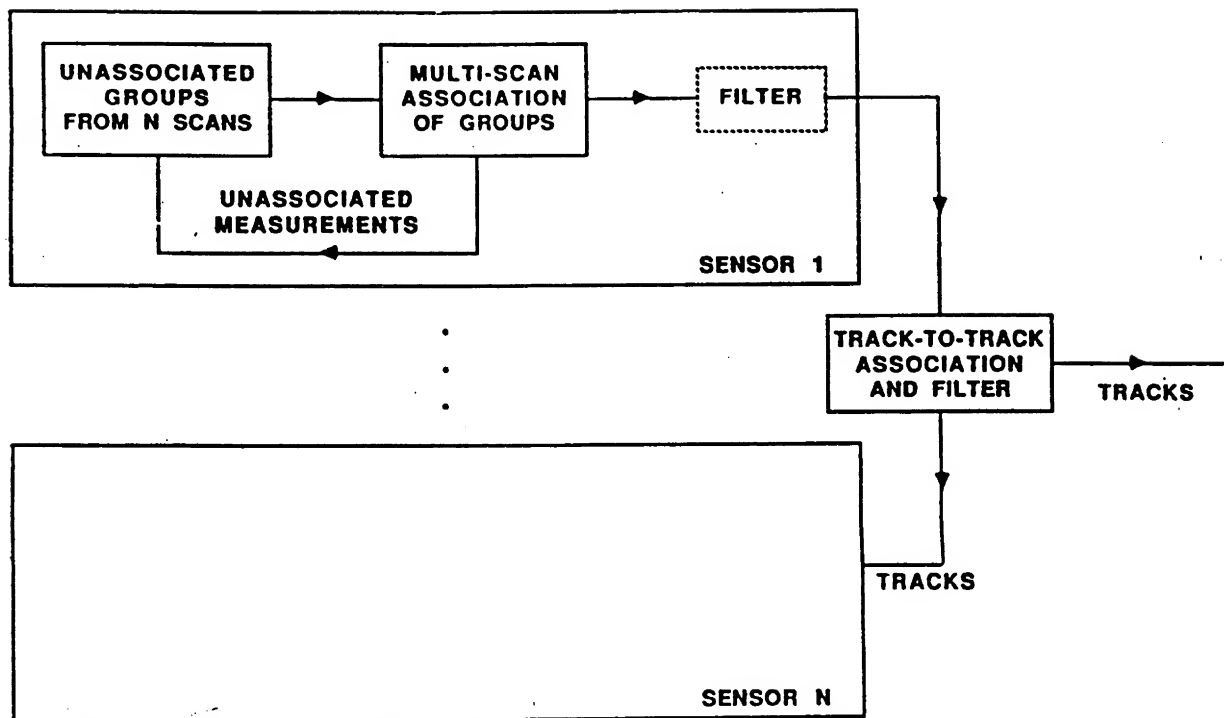 UNASSOCIATED
GROUPS
FROM N SCANS
MULTI-SCAN
ASSOCIATION
OF GROUPS
FILTER
UNASSOCIATED
MEASUREMENTS
SENSOR 1
TRACK-TO-TRACK
ASSOCIATION
AND FILTER
TRACKS
TRACKS
SENSOR N